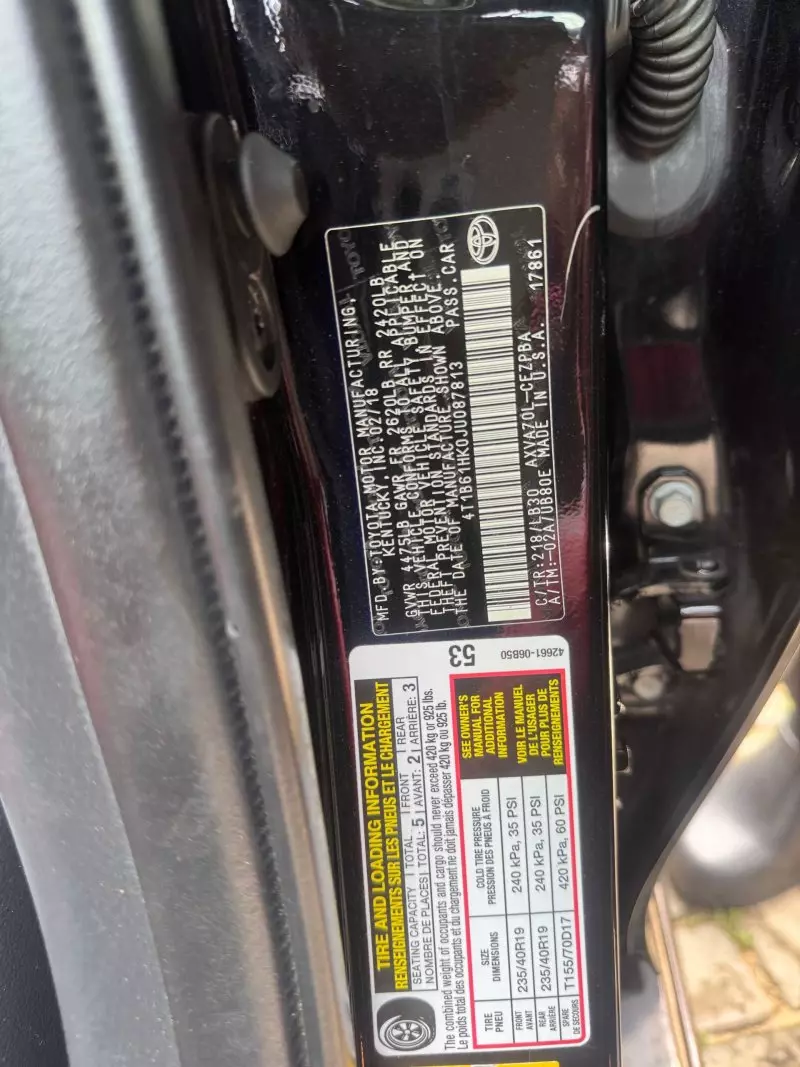 MFD. BY:TOYOTA MOTOR MANUFACTURING,
KENTUCKY, INC. 02/18
GVWR 4475LB GAWR FR 2620LB RR 2420LB
THIS VEHICLE CONFORMS TO ALL APPLICABLE
FEDERAL MOTOR VEHICLE SAFETY, BUMPER, AND
THEFT PREVENTION STANDARDS IN EFFECT ON
THE DATE OF MANUFACTURE SHOWN ABOVE.
4T1B61HK0JU087813 PASS.CAR
C/TR:218/LB30 AXVA70L-CEZPBA
A/TM:-02A/UB80E MADE IN U.S.A. 17861
TIRE AND LOADING INFORMATION
RENSEIGNEMENTS SUR LES PNEUS ET LE CHARGEMENT
SEATING CAPACITY TOTAL FRONT REAR
NOMBRE DE PLACES TOTAL: 5 AVANT: 2 ARRIÈRE: 3
The combined weight of occupants and cargo should never exceed 420 kg or 925 lbs.
Le poids total des occupants et du chargement ne doit jamais dépasser 420 kg ou 925 lb.
TIRE SIZE COLD TIRE PRESSURE
PNEU DIMENSIONS PRESSION DES PNEUS À FROID
FRONT 235/40R19 240 kPa, 35 PSI
AVANT
REAR 235/40R19 240 kPa, 35 PSI
ARRIÈRE
SPARE T155/70D17 420 kPa, 60 PSI
DE SECOURS
SEE OWNER'S
MANUAL FOR
ADDITIONAL
INFORMATION
VOIR LE MANUEL
DE L'USAGER
POUR PLUS DE
RENSEIGNEMENTS
53
42661-06B50